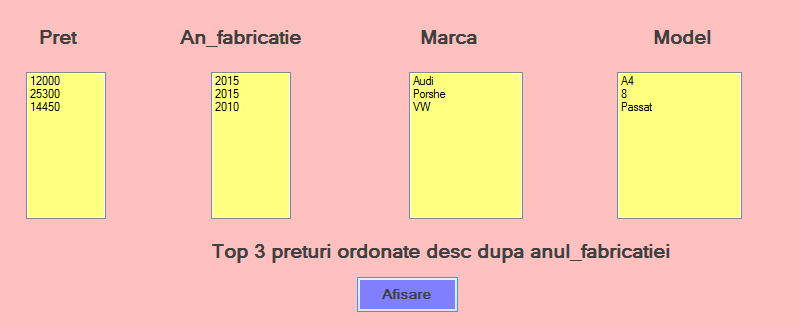 Pret An_fabricatie Marca Model
12000 2015 Audi A4
25300 2015 Porshe 8
14450 2010 VW Passat
Top 3 preturi ordonate desc dupa anul_fabricatiei
Afisare